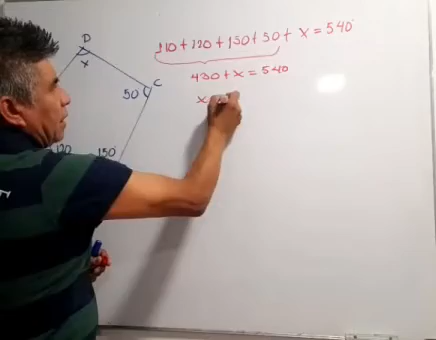 D
x
C
50
120
150
110+120+150+50+ x = 540°
430 + x = 540
x